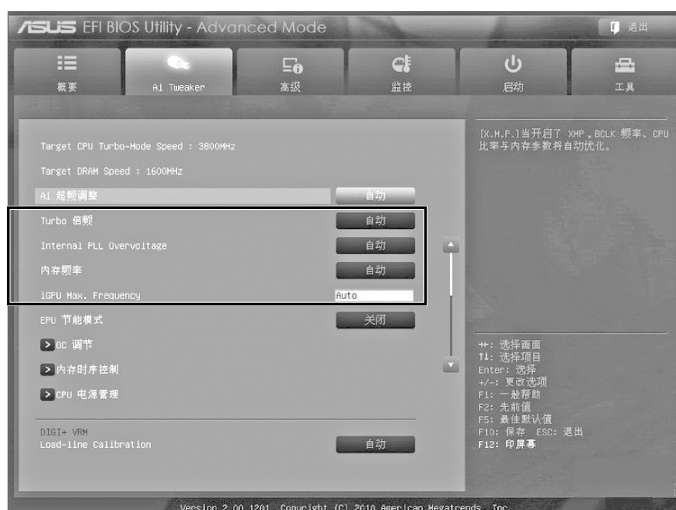 ASUS EFI BIOS Utility - Advanced Mode
退出
概要
Ai Tweaker
高级
监控
启动
工具
Target CPU Turbo-Mode Speed : 3800MHz
Target DRAM Speed : 1600MHz
Ai 超频调整 自动
Turbo 倍频 自动
Internal PLL Overvoltage 自动
内存频率 自动
iGPU Max. Frequency Auto
EPU 节能模式 关闭
> OC 调节
> 内存时序控制
> CPU 电源管理
DIGI+ VRM
Load-line Calibration 自动
[X.M.P.]当开启了 XMP，BCLK 频率、CPU
比率与内存参数将自动优化。
→←: 选择画面
↑↓: 选择项目
Enter: 选择
+/-: 更改选项
F1: 一般帮助
F2: 先前值
F5: 最佳默认值
F10: 保存 ESC: 退出
F12: 印屏幕
Version 2.00.1201. Copyright (C) 2010 American Megatrends, Inc.